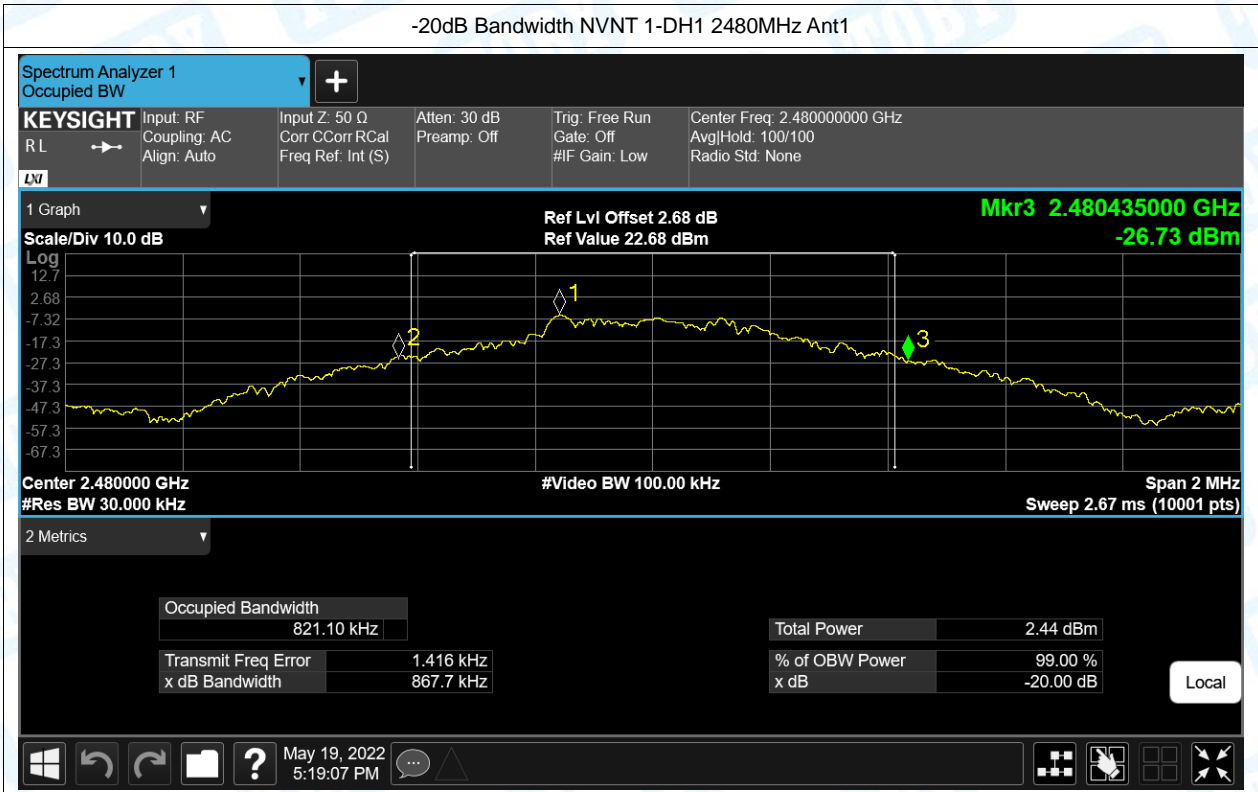 -20dB Bandwidth NVNT 1-DH1 2480MHz Ant1
Spectrum Analyzer 1
Occupied BW
KEYSIGHT
RL
LXI
Input: RF
Coupling: AC
Align: Auto
Input Z: 50 Ω
Corr CCorr RCal
Freq Ref: Int (S)
Atten: 30 dB
Preamp: Off
Trig: Free Run
Gate: Off
#IF Gain: Low
Center Freq: 2.480000000 GHz
Avg|Hold: 100/100
Radio Std: None
1 Graph
Scale/Div 10.0 dB
Ref Lvl Offset 2.68 dB
Ref Value 22.68 dBm
Mkr3 2.480435000 GHz
-26.73 dBm
Log
12.7
2.68
-7.32
-17.3
-27.3
-37.3
-47.3
-57.3
-67.3
1
2
3
Center 2.480000 GHz
#Video BW 100.00 kHz
Span 2 MHz
#Res BW 30.000 kHz
Sweep 2.67 ms (10001 pts)
2 Metrics
Occupied Bandwidth
821.10 kHz
Total Power 2.44 dBm
Transmit Freq Error 1.416 kHz
% of OBW Power 99.00 %
x dB Bandwidth 867.7 kHz
x dB -20.00 dB
Local
May 19, 2022
5:19:07 PM